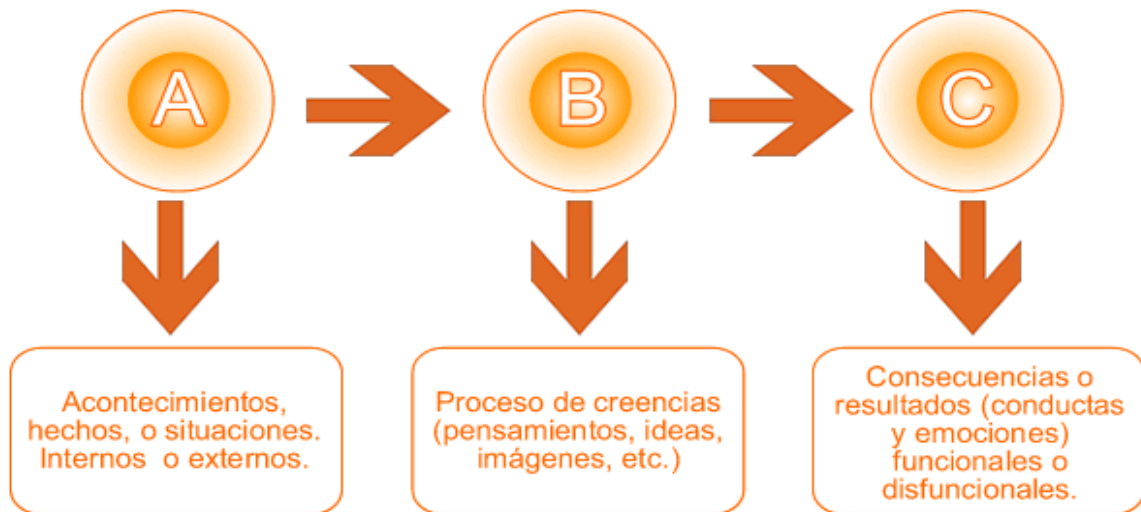 A
B
C
Acontecimientos,
hechos, o situaciones.
Internos o externos.
Proceso de creencias
(pensamientos, ideas,
imágenes, etc.)
Consecuencias o
resultados (conductas
y emociones)
funcionales o
disfuncionales.